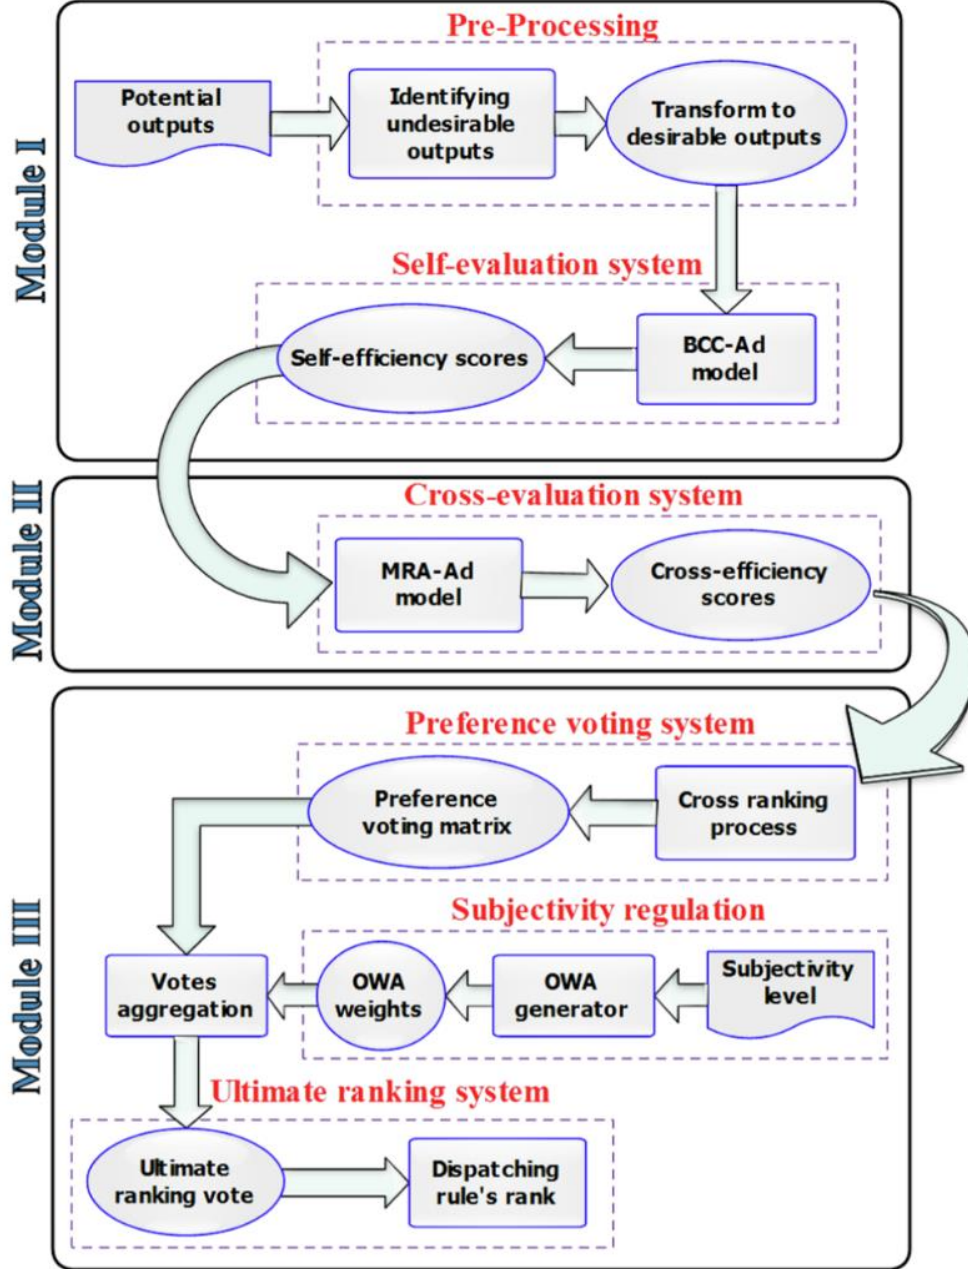 Module I
Pre-Processing
Potential
outputs
Identifying
undesirable
outputs
Transform to
desirable outputs
Self-evaluation system
Self-efficiency scores
BCC-Ad
model
Module II
Cross-evaluation system
MRA-Ad
model
Cross-efficiency
scores
Module III
Preference voting system
Preference
voting matrix
Cross ranking
process
Subjectivity regulation
Votes
aggregation
OWA
weights
OWA
generator
Subjectivity
level
Ultimate ranking system
Ultimate
ranking vote
Dispatching
rule's rank